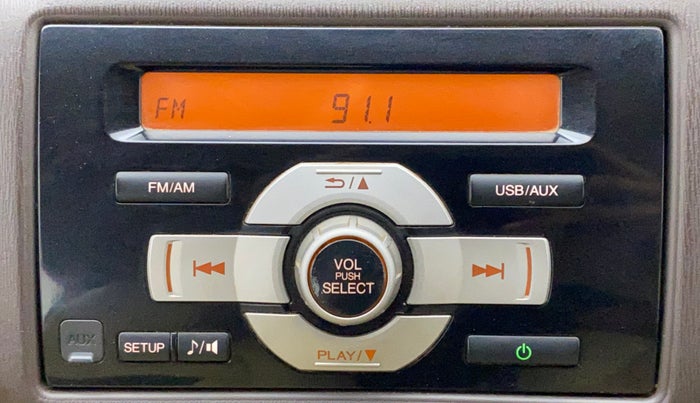 FM 91.1
FM/AM
USB/AUX
VOL
PUSH
SELECT
AUX
SETUP
PLAY/▼